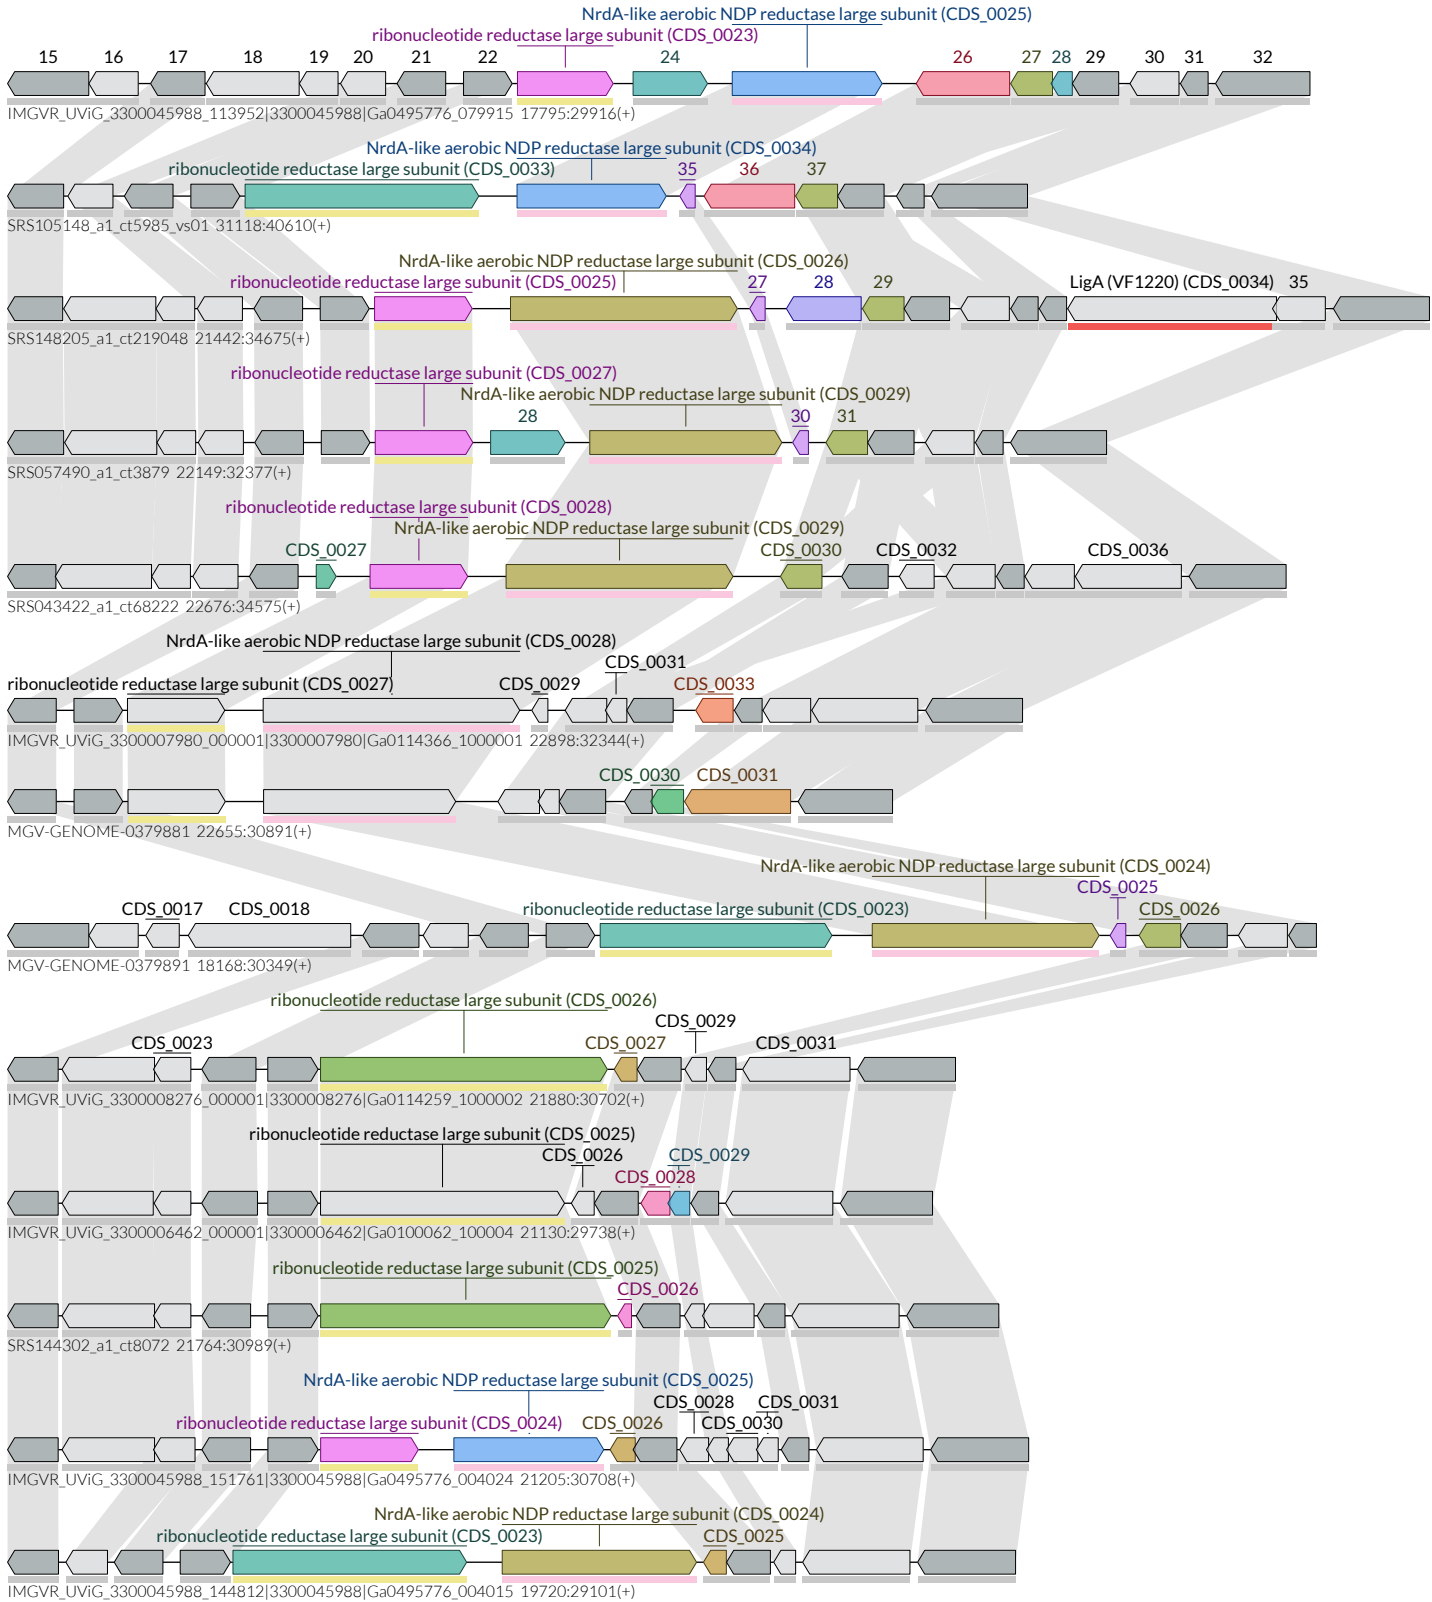 NrdA-like aerobic NDP reductase large subunit (CDS_0025)
ribonucleotide reductase large subunit (CDS_0023)
15 16 17 18 19 20 21 22 24 26 27 28 29 30 31 32
IMGVR_UViG_3300045988_113952|3300045988|Ga0495776_079915 17795:29916(+)
NrdA-like aerobic NDP reductase large subunit (CDS_0034)
ribonucleotide reductase large subunit (CDS_0033) 35 36 37
SRS105148_a1_ct5985_vs01 31118:40610(+)
NrdA-like aerobic NDP reductase large subunit (CDS_0026)
ribonucleotide reductase large subunit (CDS_0025) 27 28 29 LigA (VF1220) (CDS_0034) 35
SRS148205_a1_ct219048 21442:34675(+)
ribonucleotide reductase large subunit (CDS_0027)
NrdA-like aerobic NDP reductase large subunit (CDS_0029)
28 30 31
SRS057490_a1_ct3879 22149:32377(+)
ribonucleotide reductase large subunit (CDS_0028)
NrdA-like aerobic NDP reductase large subunit (CDS_0029)
CDS_0027 CDS_0030 CDS_0032 CDS_0036
SRS043422_a1_ct68222 22676:34575(+)
NrdA-like aerobic NDP reductase large subunit (CDS_0028)
CDS_0031
ribonucleotide reductase large subunit (CDS_0027) CDS_0029 CDS_0033
IMGVR_UViG_3300007980_000001|3300007980|Ga0114366_1000001 22898:32344(+)
CDS_0030 CDS_0031
MGV-GENOME-0379881 22655:30891(+)
NrdA-like aerobic NDP reductase large subunit (CDS_0024)
CDS_0025
CDS_0017 CDS_0018 ribonucleotide reductase large subunit (CDS_0023) CDS_0026
MGV-GENOME-0379891 18168:30349(+)
ribonucleotide reductase large subunit (CDS_0026)
CDS_0029
CDS_0023 CDS_0027 CDS_0031
IMGVR_UViG_3300008276_000001|3300008276|Ga0114259_1000002 21880:30702(+)
ribonucleotide reductase large subunit (CDS_0025)
CDS_0026 CDS_0029
CDS_0028
IMGVR_UViG_3300006462_000001|3300006462|Ga0100062_100004 21130:29738(+)
ribonucleotide reductase large subunit (CDS_0025)
CDS_0026
SRS144302_a1_ct8072 21764:30989(+)
NrdA-like aerobic NDP reductase large subunit (CDS_0025)
CDS_0028 CDS_0031
ribonucleotide reductase large subunit (CDS_0024) CDS_0026 CDS_0030
IMGVR_UViG_3300045988_151761|3300045988|Ga0495776_004024 21205:30708(+)
NrdA-like aerobic NDP reductase large subunit (CDS_0024)
ribonucleotide reductase large subunit (CDS_0023) CDS_0025
IMGVR_UViG_3300045988_144812|3300045988|Ga0495776_004015 19720:29101(+)